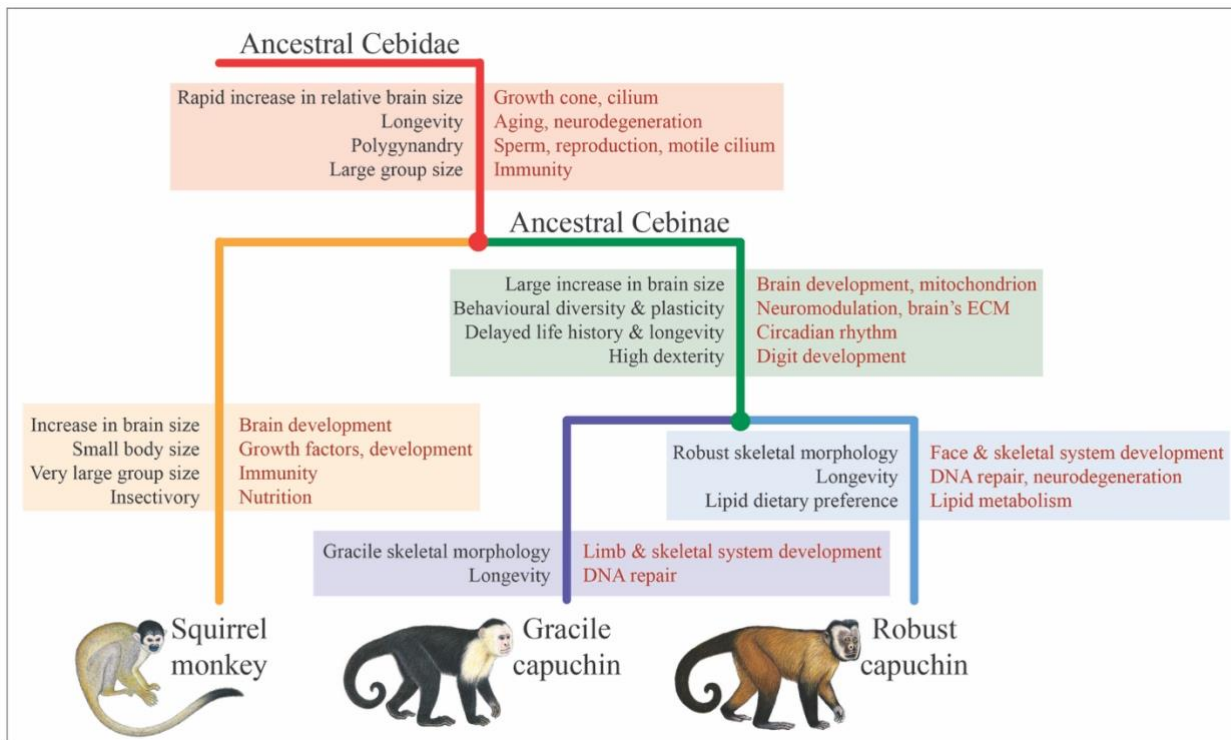 Ancestral Cebidae
Rapid increase in relative brain size Growth cone, cilium
Longevity Aging, neurodegeneration
Polygynandry Sperm, reproduction, motile cilium
Large group size Immunity
Ancestral Cebinae
Large increase in brain size Brain development, mitochondrion
Behavioural diversity & plasticity Neuromodulation, brain's ECM
Delayed life history & longevity Circadian rhythm
High dexterity Digit development
Increase in brain size Brain development
Small body size Growth factors, development
Very large group size Immunity
Insectivory Nutrition
Robust skeletal morphology Face & skeletal system development
Longevity DNA repair, neurodegeneration
Lipid dietary preference Lipid metabolism
Gracile skeletal morphology Limb & skeletal system development
Longevity DNA repair
Squirrel
monkey
Gracile
capuchin
Robust
capuchin